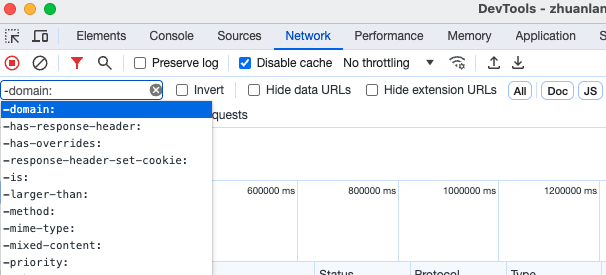 DevTools - zhuanlan
Elements Console Sources Network Performance Memory Application S
Preserve log Disable cache No throttling
-domain: Invert Hide data URLs Hide extension URLs All Doc JS
-domain:
-has-response-header: quests
-has-overrides:
-response-header-set-cookie:
-is:
-larger-than: 600000 ms 800000 ms 1000000 ms 1200000 ms
-method:
-mime-type:
-mixed-content:
-priority:
Status Protocol Type